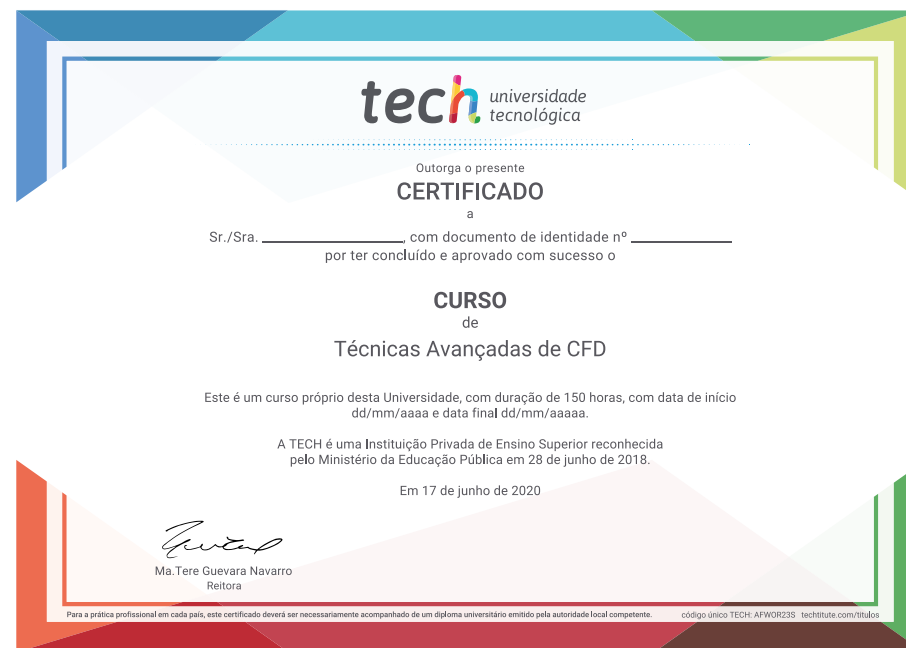 tech universidade
tecnológica
Outorga o presente
CERTIFICADO
a
Sr./Sra. ____________, com documento de identidade nº ____________
por ter concluído e aprovado com sucesso o
CURSO
de
Técnicas Avançadas de CFD
Este é um curso próprio desta Universidade, com duração de 150 horas, com data de início
dd/mm/aaaa e data final dd/mm/aaaaa.
A TECH é uma Instituição Privada de Ensino Superior reconhecida
pelo Ministério da Educação Pública em 28 de junho de 2018.
Em 17 de junho de 2020
Ma.Tere Guevara Navarro
Reitora
Para a prática profissional em cada país, este certificado deverá ser necessariamente acompanhado de um diploma universitário emitido pela autoridade local competente. código único TECH: AFWOR23S techtitute.com/titulos